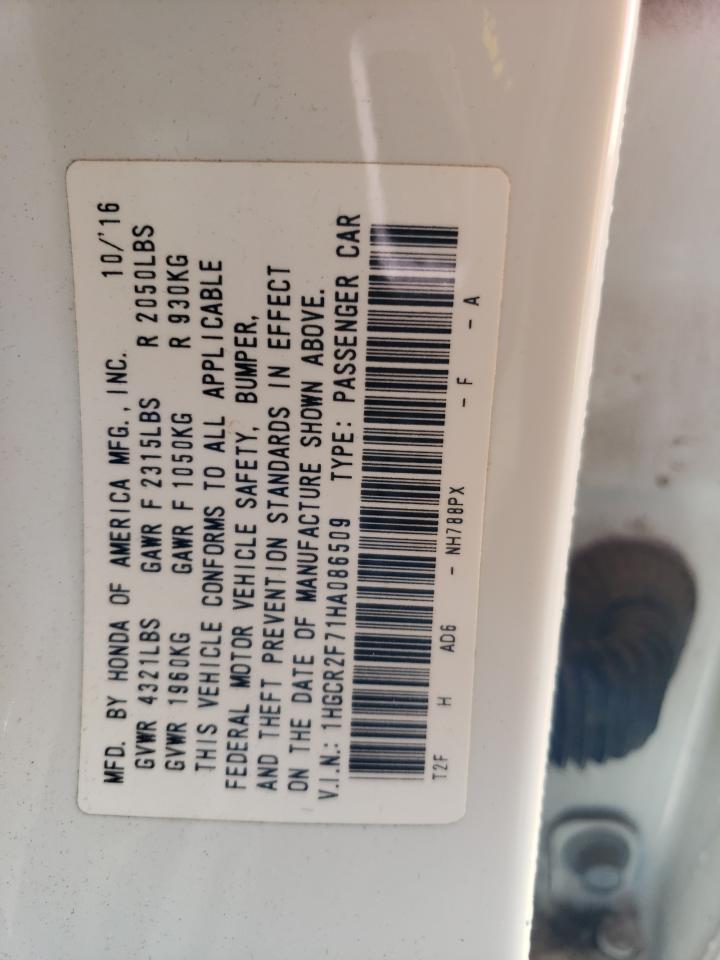 MFD. BY HONDA OF AMERICA MFG., INC. 10/'16
GVWR 4321LBS GAWR F 2315LBS R 2050LBS
GVWR 1960KG GAWR F 1050KG R 930KG
THIS VEHICLE CONFORMS TO ALL APPLICABLE
FEDERAL MOTOR VEHICLE SAFETY, BUMPER,
AND THEFT PREVENTION STANDARDS IN EFFECT
ON THE DATE OF MANUFACTURE SHOWN ABOVE.
V.I.N.: 1HGCR2F71HA086509 TYPE: PASSENGER CAR
T2F H AD6 - NH788PX - F - A